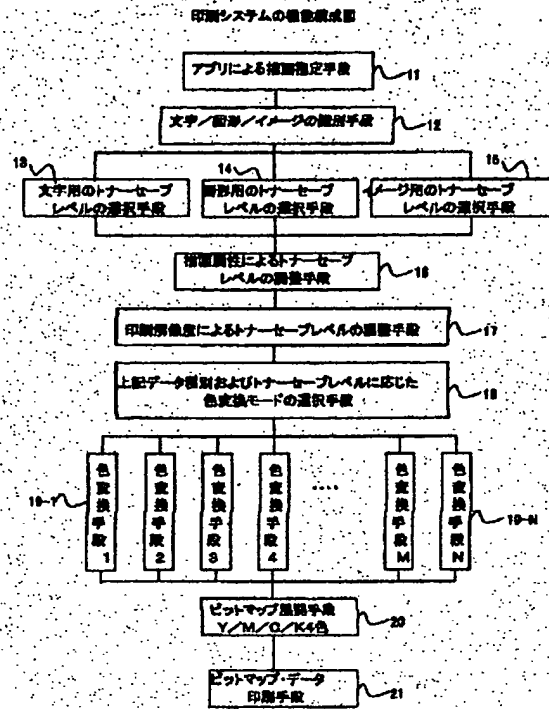 印刷システムの機能構成図
アプリによる描画指定手段
11
文字／図形／イメージの識別手段
12
13
14
15
文字用のトナーセーブ
レベルの選択手段
図形用のトナーセーブ
レベルの選択手段
イメージ用のトナーセーブ
レベルの選択手段
描画属性によるトナーセーブ
レベルの調整手段
16
印刷解像度によるトナーセーブレベルの調整手段
17
上記データ種別およびトナーセーブレベルに応じた
色変換モードの選択手段
18
19-1
色変換手段1
色変換手段2
色変換手段3
色変換手段4
‥‥
色変換手段M
色変換手段N
19-N
ビットマップ展開手段
Y／M／C／K4色
20
ビットマップ・データ
印刷手段
21